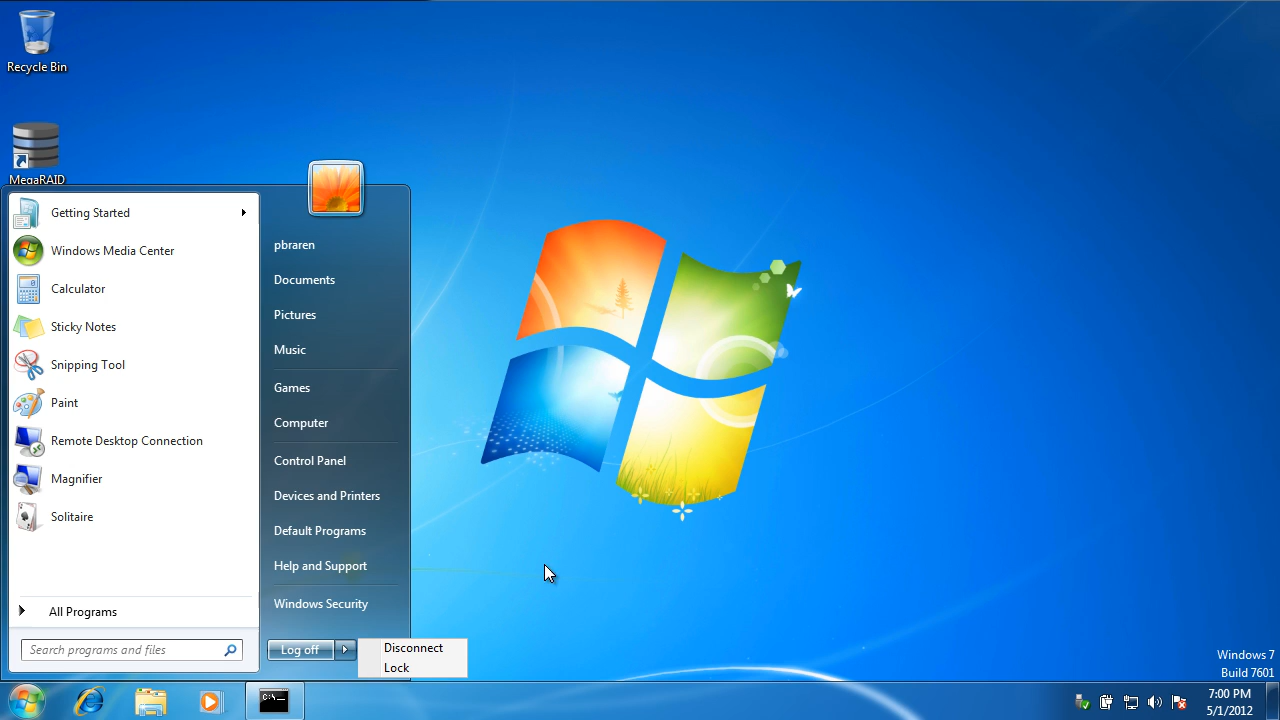 Recycle Bin
MegaRAID
Getting Started
Windows Media Center
Calculator
Sticky Notes
Snipping Tool
Paint
Remote Desktop Connection
Magnifier
Solitaire
All Programs
Search programs and files
pbraren
Documents
Pictures
Music
Games
Computer
Control Panel
Devices and Printers
Default Programs
Help and Support
Windows Security
Log off
Disconnect
Lock
Windows 7
Build 7601
C:\
7:00 PM
5/1/2012